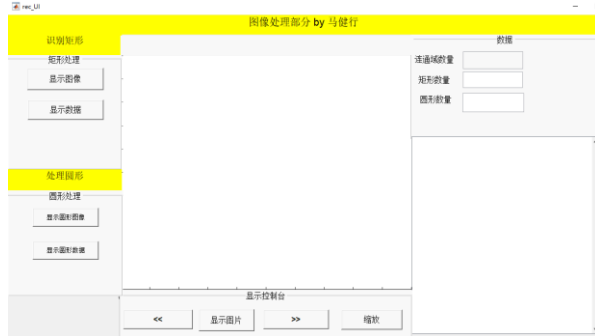 rec_UI
图像处理部分 by 马健行
识别矩形
矩形处理
显示图像
显示数据
处理圆形
圆形处理
显示圆形图像
显示圆形数据
显示控制台
<<
显示图片
>>
缩放
数据
连通域数量
矩形数量
圆形数量